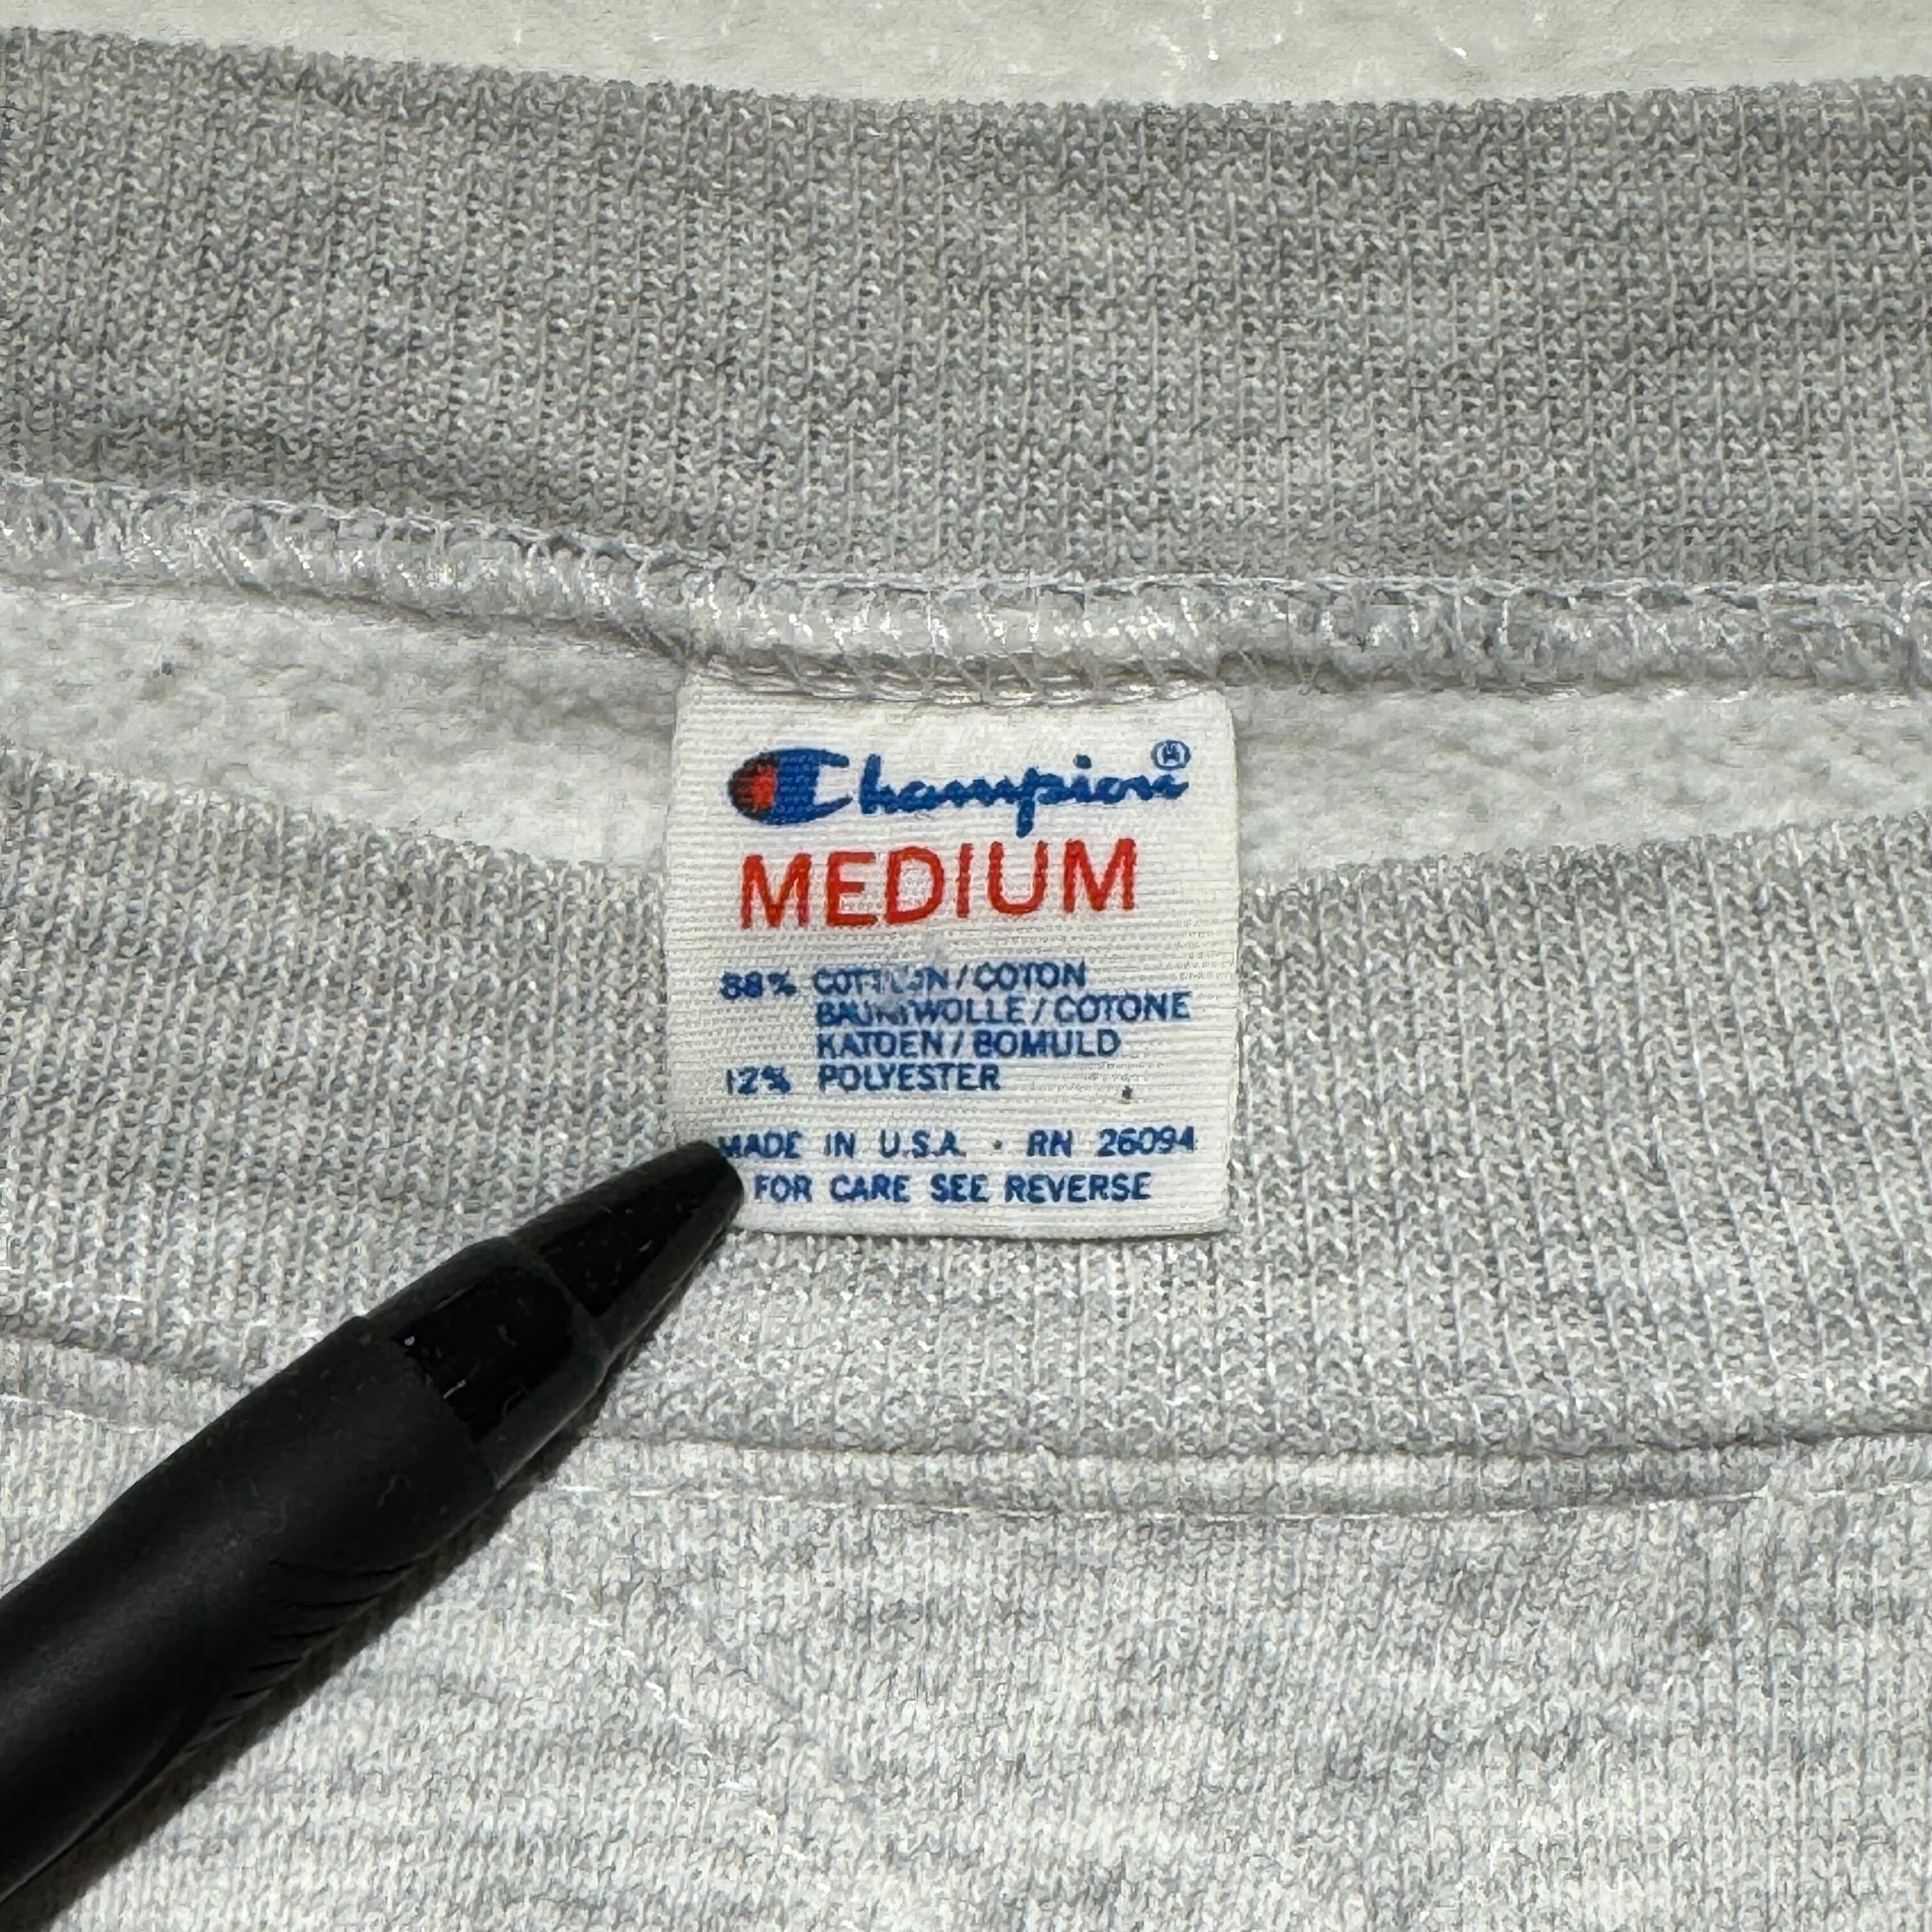 Champion®
MEDIUM
88% COTTON / COTON
BAUMWOLLE / COTONE
KATOEN / BOMULD
12% POLYESTER
MADE IN U.S.A. · RN 26094
FOR CARE SEE REVERSE